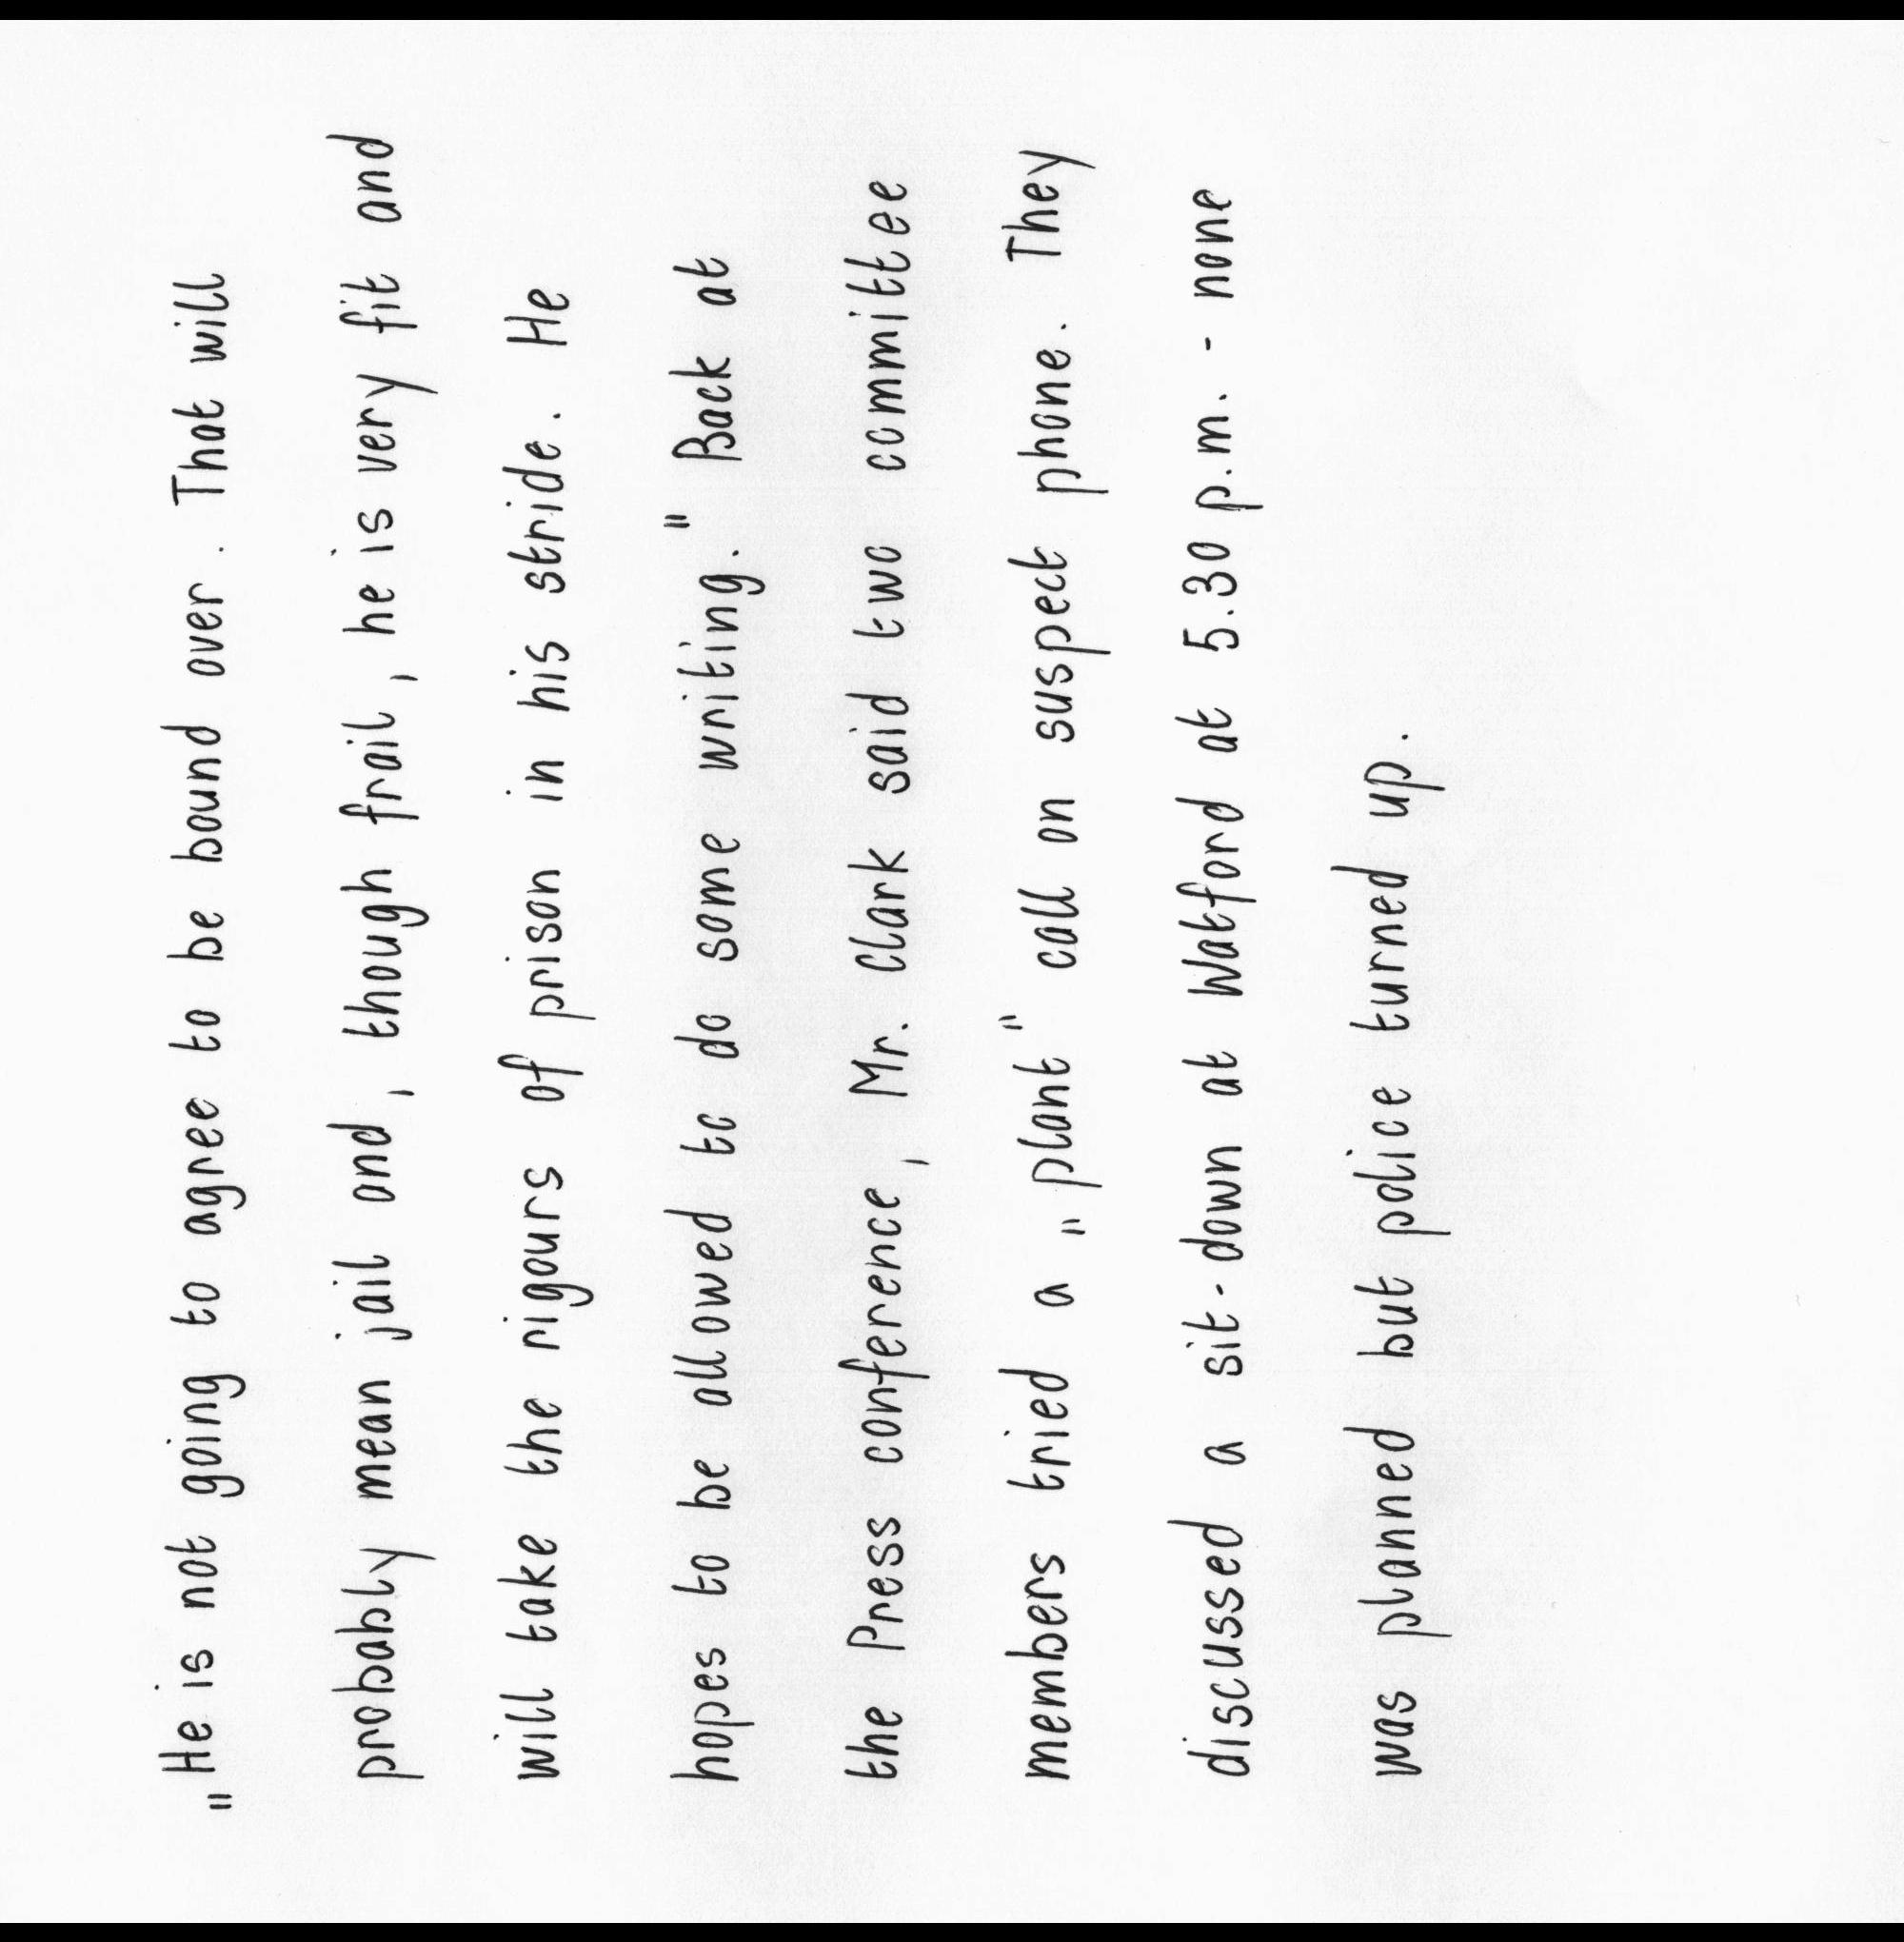 „He is not going to agree to be bound over. That will
probably mean jail and, though frail, he is very fit and
will take the rigours of prison in his stride. He
hopes to be allowed to do some writing." Back at
the Press conference, Mr. Clark said two committee
members tried a „plant" call on suspect phone. They
discussed a sit-down at Watford at 5.30 p.m. - none
was planned but police turned up.